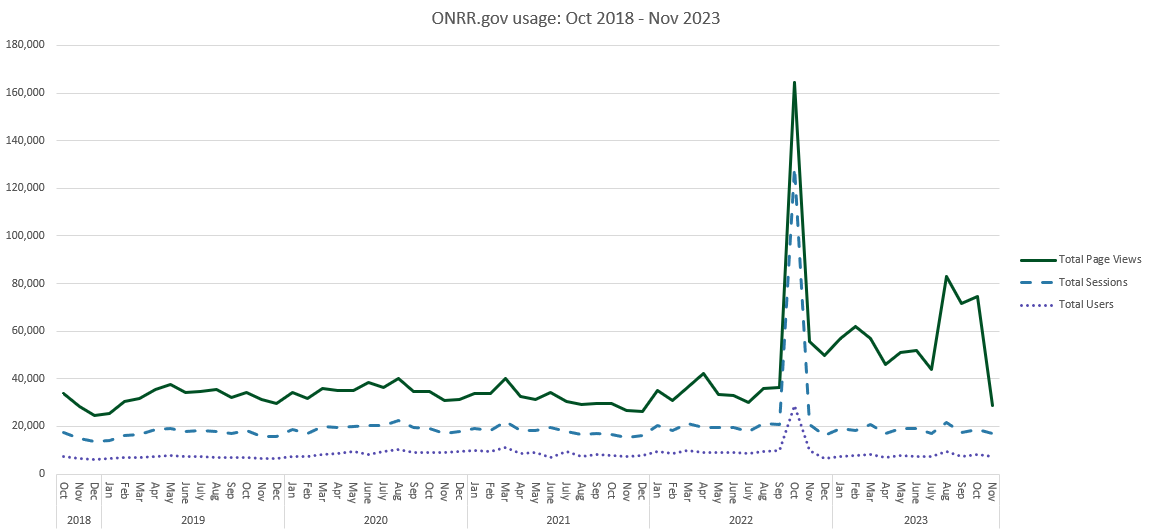 ONRR.gov usage: Oct 2018 - Nov 2023
180,000
160,000
140,000
120,000
100,000
80,000
60,000
40,000
20,000
0
Total Page Views
Total Sessions
Total Users
Oct Nov Dec Jan Feb Mar Apr May June July Aug Sep Oct Nov Dec Jan Feb Mar Apr May June July Aug Sep Oct Nov Dec Jan Feb Mar Apr May June July Aug Sep Oct Nov Dec Jan Feb Mar Apr May June July Aug Sep Oct Nov Dec Jan Feb Mar Apr May June July Aug Sep Oct Nov
2018 2019 2020 2021 2022 2023